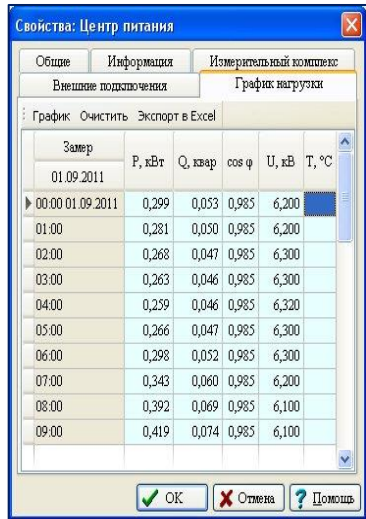 Свойства: Центр питания
Общие Информация Измерительный комплекс
Внешние подключения График нагрузки
График Очистить Экспорт в Excel
Замер P, кВт Q, квар cos φ U, кВ T, °C
01.09.2011
00:00 01.09.2011 0,299 0,053 0,985 6,200
01:00 0,281 0,050 0,985 6,200
02:00 0,268 0,047 0,985 6,300
03:00 0,263 0,046 0,985 6,300
04:00 0,259 0,046 0,985 6,320
05:00 0,266 0,047 0,985 6,300
06:00 0,298 0,052 0,985 6,300
07:00 0,343 0,060 0,985 6,200
08:00 0,392 0,069 0,985 6,100
09:00 0,419 0,074 0,985 6,100
OK Отмена Помощь